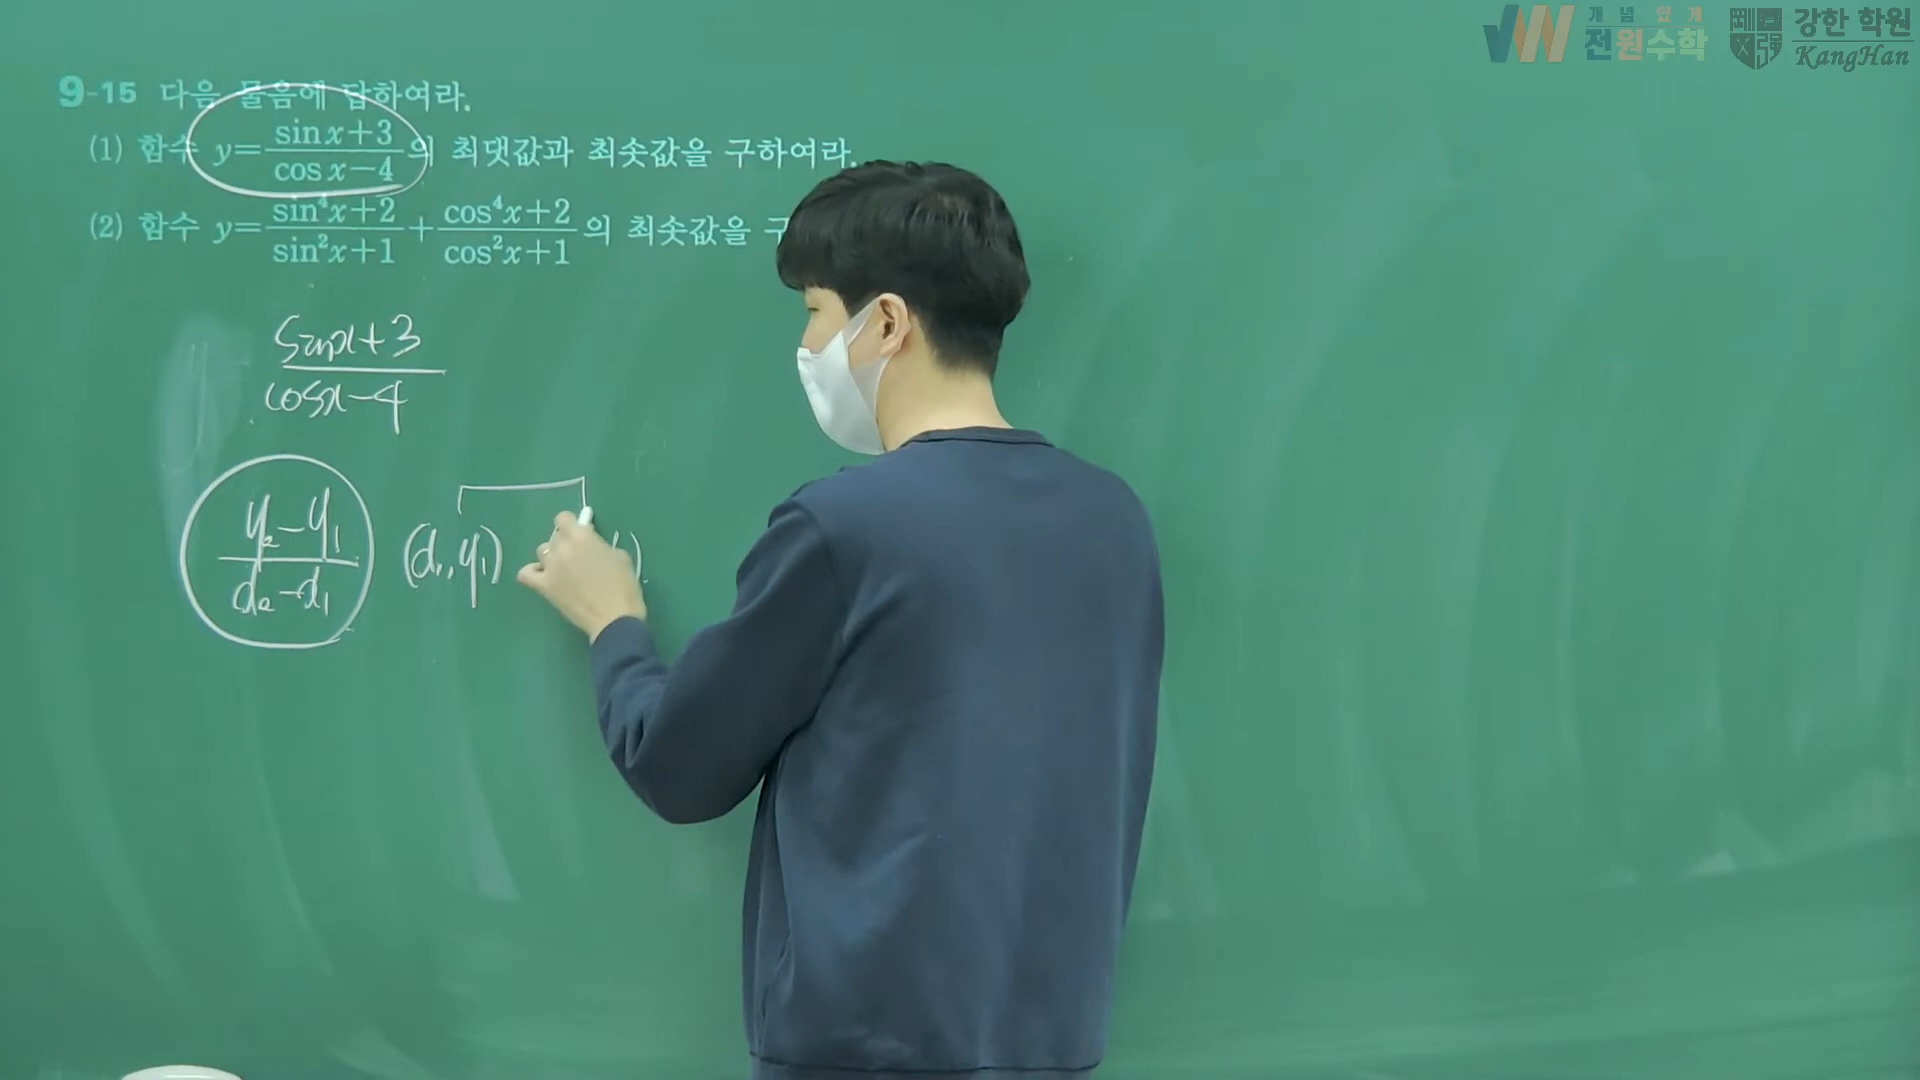 개념있게
전원수학
강한 학원
KangHan
9-15 다음 물음에 답하여라.
(1) 함수 y=(sin x+3)/(cos x-4)의 최댓값과 최솟값을 구하여라.
(2) 함수 y=(sin⁴x+2)/(sin²x+1)+(cos⁴x+2)/(cos²x+1)의 최솟값을
sinx+3
cosx-4
y₂-y₁ (x₁, y₁)
x₂-x₁